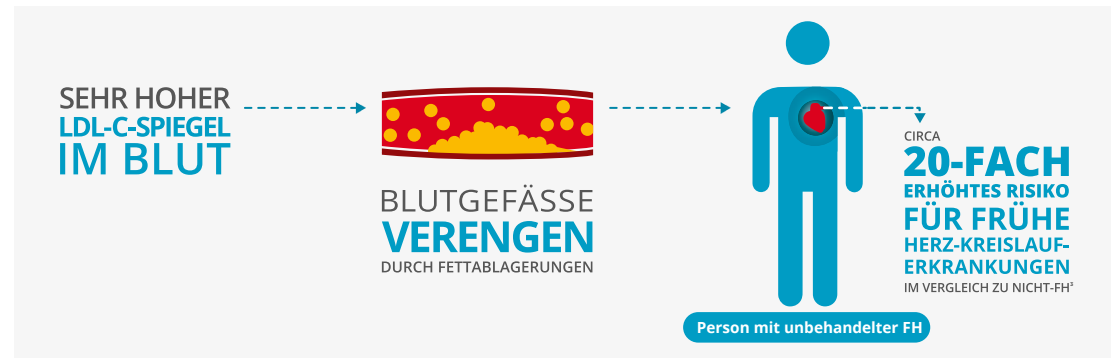 SEHR HOHER
LDL-C-SPIEGEL
IM BLUT
BLUTGEFÄSSE
VERENGEN
DURCH FETTABLAGERUNGEN
CIRCA
20-FACH
ERHÖHTES RISIKO
FÜR FRÜHE
HERZ-KREISLAUF-
ERKRANKUNGEN
IM VERGLEICH ZU NICHT-FH
Person mit unbehandelter FH